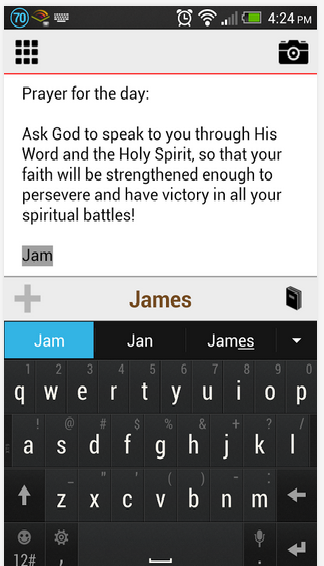 70 4:24 PM
Prayer for the day:
Ask God to speak to you through His
Word and the Holy Spirit, so that your
faith will be strengthened enough to
persevere and have victory in all your
spiritual battles!
Jam
James
Jam Jan James
1 2 3 4 5 6 7 8 9 0
q w e r t y u i o p
! @ # $ % & + ? /
a s d f g h j k l
_ " ' ( ) - :
z x c v b n m
12# , .